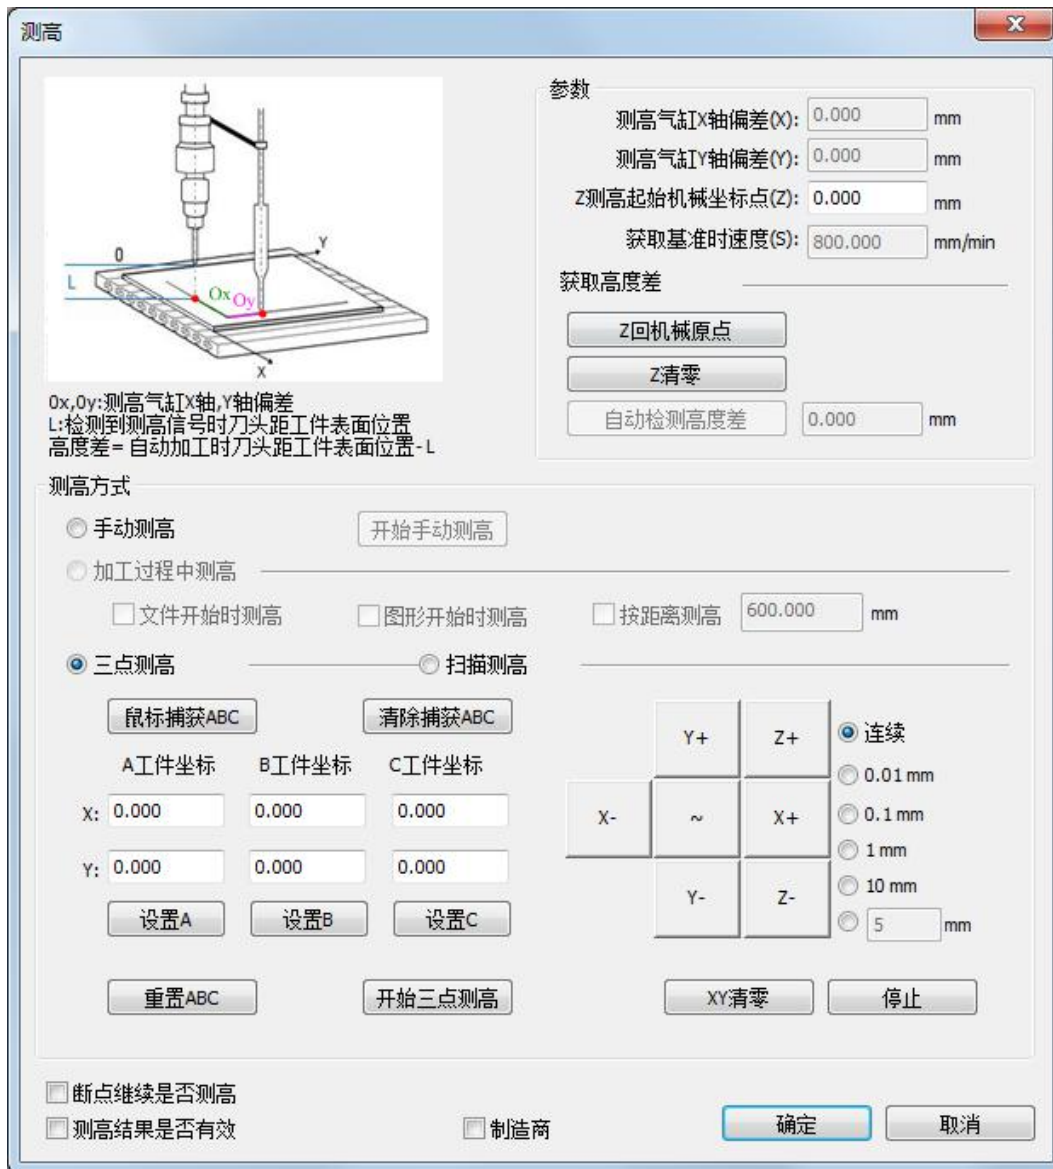 测高
参数
测高气缸X轴偏差(X): 0.000 mm
测高气缸Y轴偏差(Y): 0.000 mm
Z测高起始机械坐标点(Z): 0.000 mm
获取基准时速度(S): 800.000 mm/min
获取高度差
Z回机械原点
Z清零
自动检测高度差 0.000 mm
0
Y
L
Ox
Oy
X
Ox,Oy:测高气缸X轴,Y轴偏差
L:检测到测高信号时刀头距工件表面位置
高度差=自动加工时刀头距工件表面位置-L
测高方式
手动测高 开始手动测高
加工过程中测高
文件开始时测高 图形开始时测高 按距离测高 600.000 mm
三点测高 扫描测高
鼠标捕获ABC 清除捕获ABC
A工件坐标 B工件坐标 C工件坐标
X: 0.000 0.000 0.000
Y: 0.000 0.000 0.000
设置A 设置B 设置C
重置ABC 开始三点测高
Y+ Z+
X- ~ X+
Y- Z-
连续
0.01mm
0.1mm
1mm
10 mm
5 mm
XY清零 停止
断点继续是否测高
测高结果是否有效 制造商 确定 取消